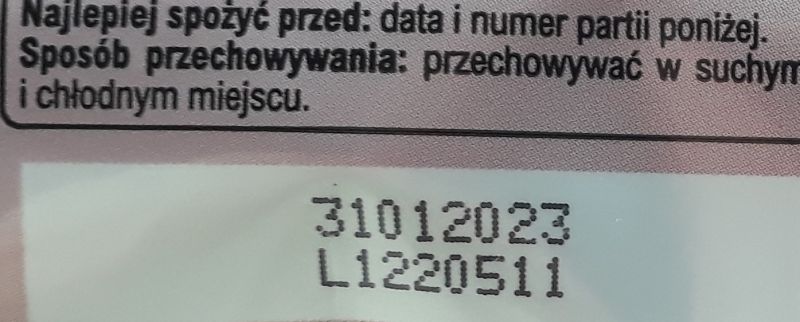 Najlepiej spożyć przed: data i numer partii poniżej.
Sposób przechowywania: przechowywać w suchym
i chłodnym miejscu.
31012023
L1220511